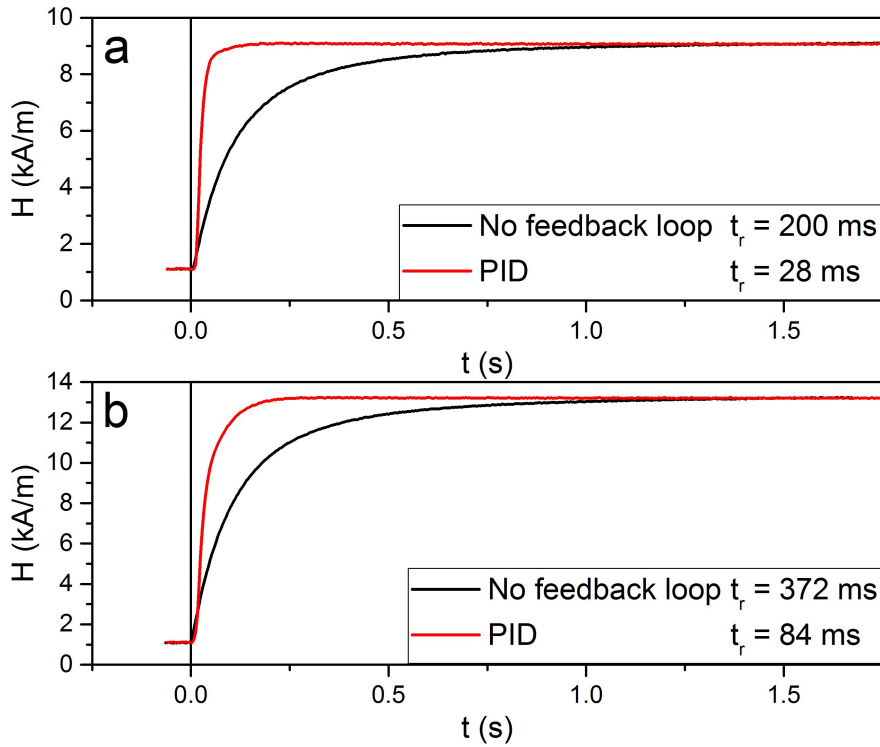 a
10
8
6
4
2
0
H (kA/m)
No feedback loop t_r = 200 ms
PID t_r = 28 ms
0.0 0.5 1.0 1.5
t (s)
b
14
12
10
8
6
4
2
0
H (kA/m)
No feedback loop t_r = 372 ms
PID t_r = 84 ms
0.0 0.5 1.0 1.5
t (s)